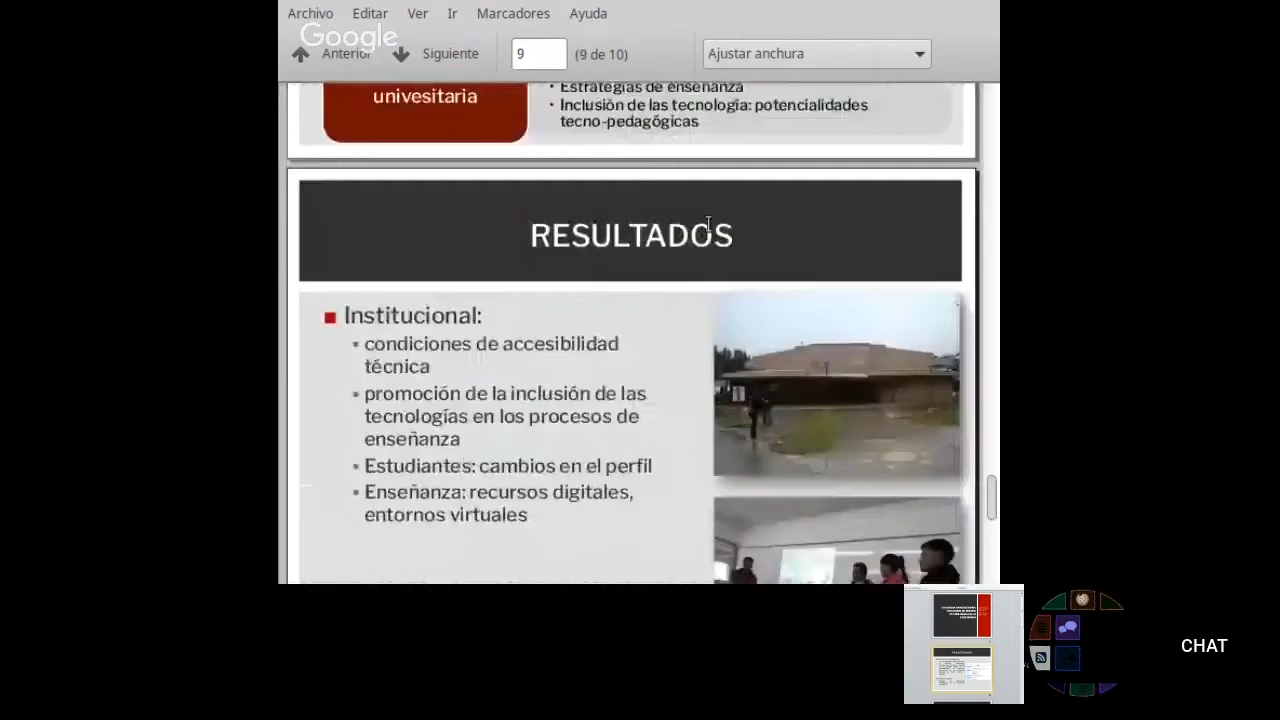 Archivo Editar Ver Ir Marcadores Ayuda
Google
Anterior Siguiente 9 (9 de 10) Ajustar anchura
univesitaria
• Estrategias de enseñanza
• Inclusión de las tecnología: potencialidades
tecno-pedagógicas
RESULTADOS
Institucional:
condiciones de accesibilidad
técnica
promoción de la inclusión de las
tecnologías en los procesos de
enseñanza
Estudiantes: cambios en el perfil
Enseñanza: recursos digitales,
entornos virtuales
CHAT